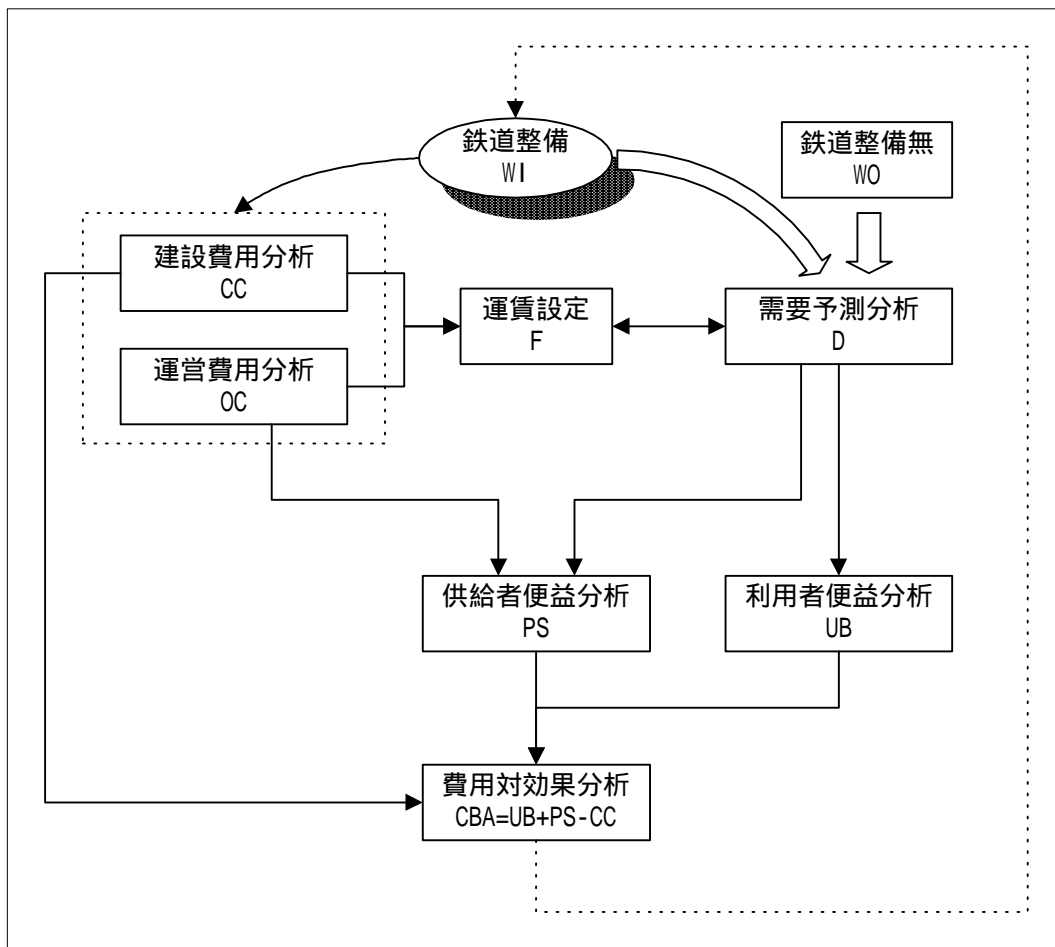 鉄道整備
WI
鉄道整備無
WO
建設費用分析
CC
運賃設定
F
需要予測分析
D
運営費用分析
OC
供給者便益分析
PS
利用者便益分析
UB
費用対効果分析
CBA=UB+PS-CC